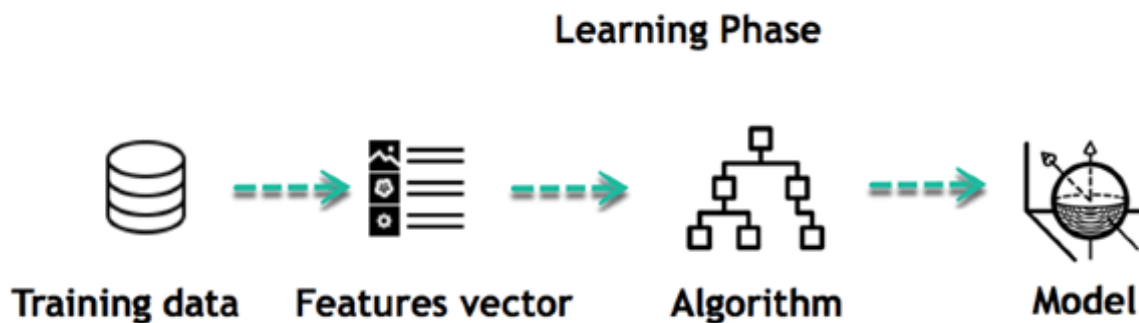 Learning Phase
Training data
Features vector
Algorithm
Model